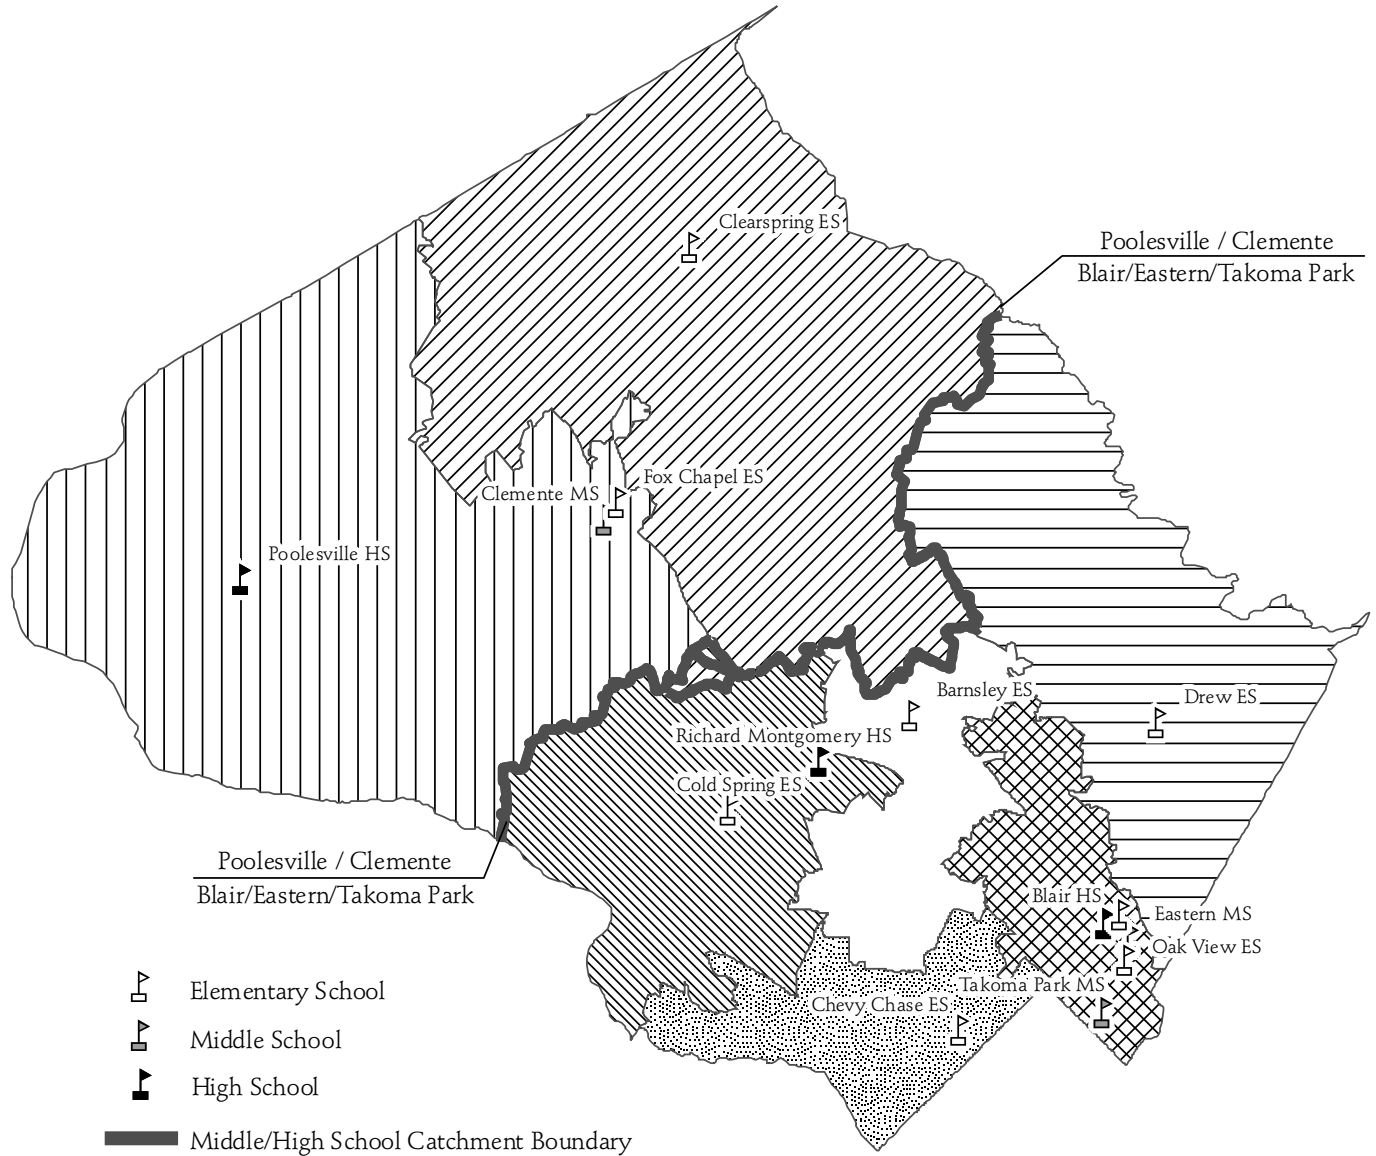 Clearspring ES
Poolesville / Clemente
Blair/Eastern/Takoma Park
Fox Chapel ES
Clemente MS
Poolesville HS
Barnsley ES
Drew ES
Richard Montgomery HS
Cold Spring ES
Poolesville / Clemente
Blair/Eastern/Takoma Park
Blair HS
Eastern MS
Oak View ES
Takoma Park MS
Chevy Chase ES
Elementary School
Middle School
High School
Middle/High School Catchment Boundary